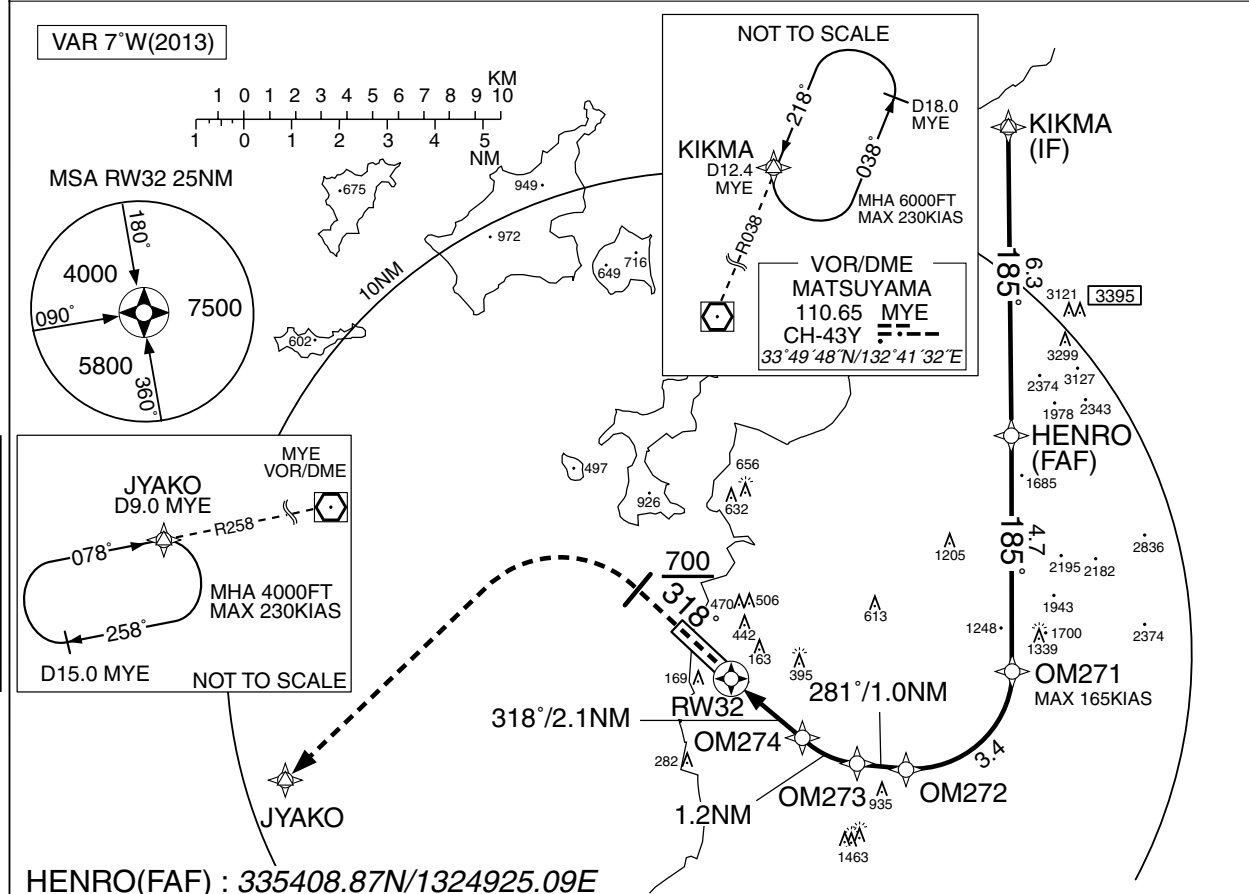 VAR 7°W(2013)
KM
1 0 1 2 3 4 5 6 7 8 9 10
1 0 1 2 3 4 5
NM
MSA RW32 25NM
180°
4000
7500
090°
5800
360°
10NM
675
949
972
649
716
602
497
926
NOT TO SCALE
218°
D18.0
MYE
KIKMA
D12.4
MYE
038°
MHA 6000FT
MAX 230KIAS
R038
VOR/DME
MATSUYAMA
110.65 MYE
CH-43Y
33°49´48˝N/132°41´32˝E
KIKMA
(IF)
185°
6.3
3121
3395
3299
2374
3127
1978
2343
HENRO
(FAF)
1685
185°
4.7
2836
2195
2182
1943
1248
1700
1339
2374
OM271
MAX 165KIAS
MYE
VOR/DME
JYAKO
D9.0 MYE
R258
078°
MHA 4000FT
MAX 230KIAS
258°
D15.0 MYE
NOT TO SCALE
656
632
1205
700
318°
470
506
442
163
613
395
169
RW32
281°/1.0NM
318°/2.1NM
OM274
282
3.4
OM273
OM272
935
1.2NM
1463
JYAKO
HENRO(FAF) : 335408.87N/1324925.09E